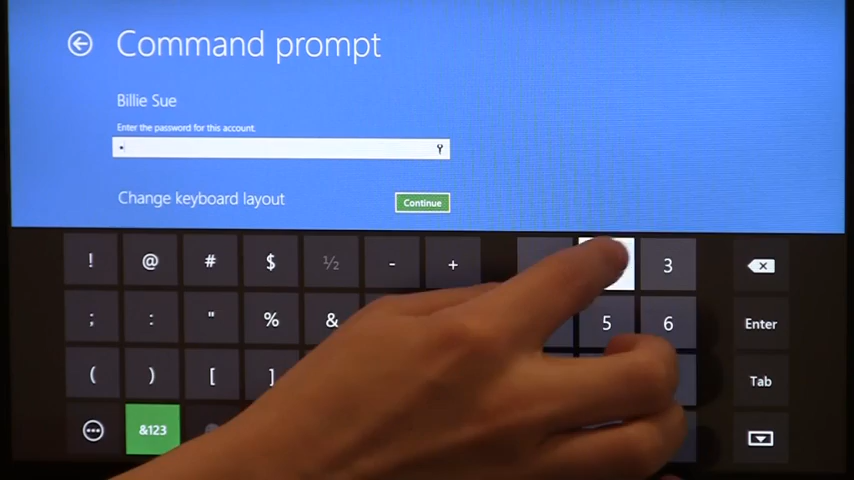 Command prompt
Billie Sue
Enter the password for this account.
Change keyboard layout Continue
! @ # $ ½ - + 3
; : " % & 5 6 Enter
( ) [ ] Tab
&123